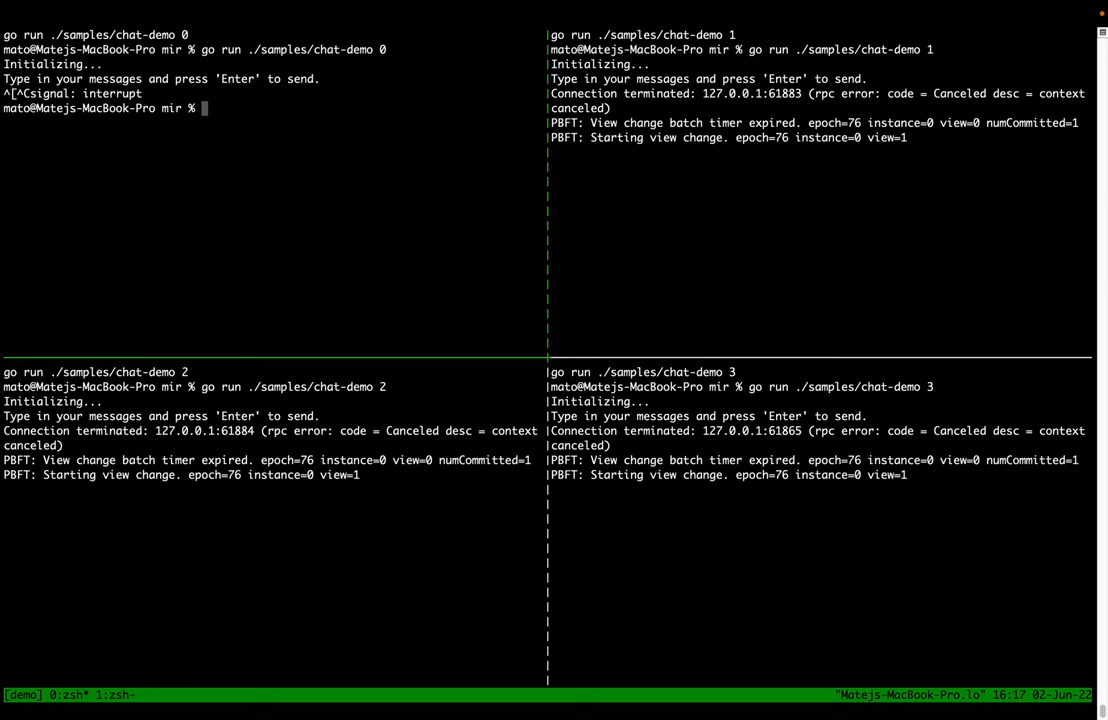 go run ./samples/chat-demo 0
mato@Matejs-MacBook-Pro mir % go run ./samples/chat-demo 0
Initializing...
Type in your messages and press 'Enter' to send.
^[^Csignal: interrupt
mato@Matejs-MacBook-Pro mir %
go run ./samples/chat-demo 1
mato@Matejs-MacBook-Pro mir % go run ./samples/chat-demo 1
Initializing...
Type in your messages and press 'Enter' to send.
Connection terminated: 127.0.0.1:61883 (rpc error: code = Canceled desc = context
canceled)
PBFT: View change batch timer expired. epoch=76 instance=0 view=0 numCommitted=1
PBFT: Starting view change. epoch=76 instance=0 view=1
go run ./samples/chat-demo 2
mato@Matejs-MacBook-Pro mir % go run ./samples/chat-demo 2
Initializing...
Type in your messages and press 'Enter' to send.
Connection terminated: 127.0.0.1:61884 (rpc error: code = Canceled desc = context
canceled)
PBFT: View change batch timer expired. epoch=76 instance=0 view=0 numCommitted=1
PBFT: Starting view change. epoch=76 instance=0 view=1
go run ./samples/chat-demo 3
mato@Matejs-MacBook-Pro mir % go run ./samples/chat-demo 3
Initializing...
Type in your messages and press 'Enter' to send.
Connection terminated: 127.0.0.1:61865 (rpc error: code = Canceled desc = context
canceled)
PBFT: View change batch timer expired. epoch=76 instance=0 view=0 numCommitted=1
PBFT: Starting view change. epoch=76 instance=0 view=1
[demo] 0:zsh* 1:zsh- "Matejs-MacBook-Pro.lo" 16:17 02-Jun-22